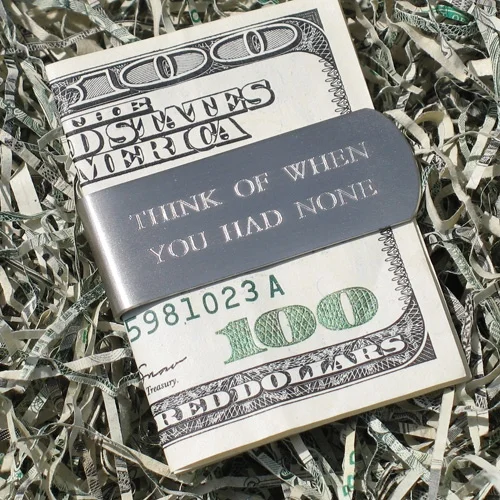 100
D STATES
MERICA
THINK OF WHEN
YOU HAD NONE
5981023 A
100
Treasury.
RED DOLLARS